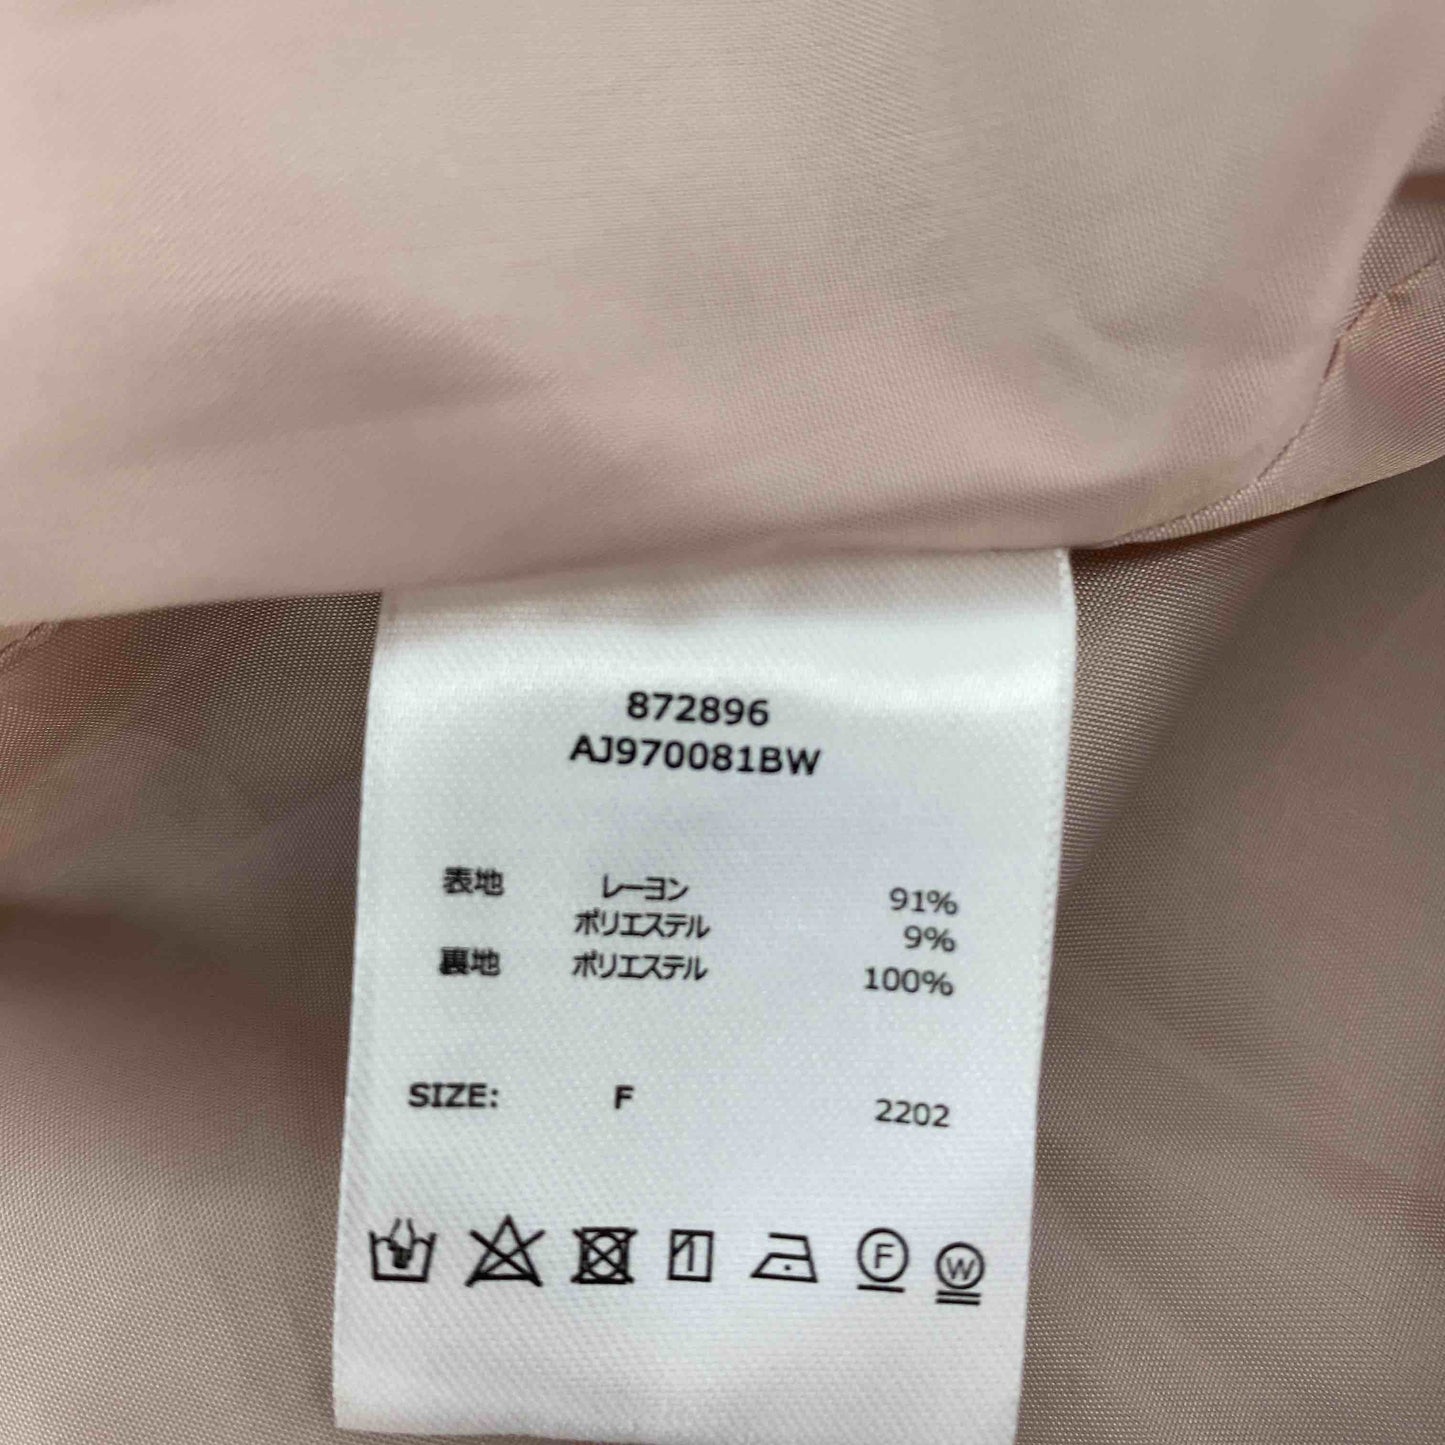 872896
AJ970081BW
表地 レーヨン 91%
ポリエステル 9%
裏地 ポリエステル 100%
SIZE: F 2202
F W